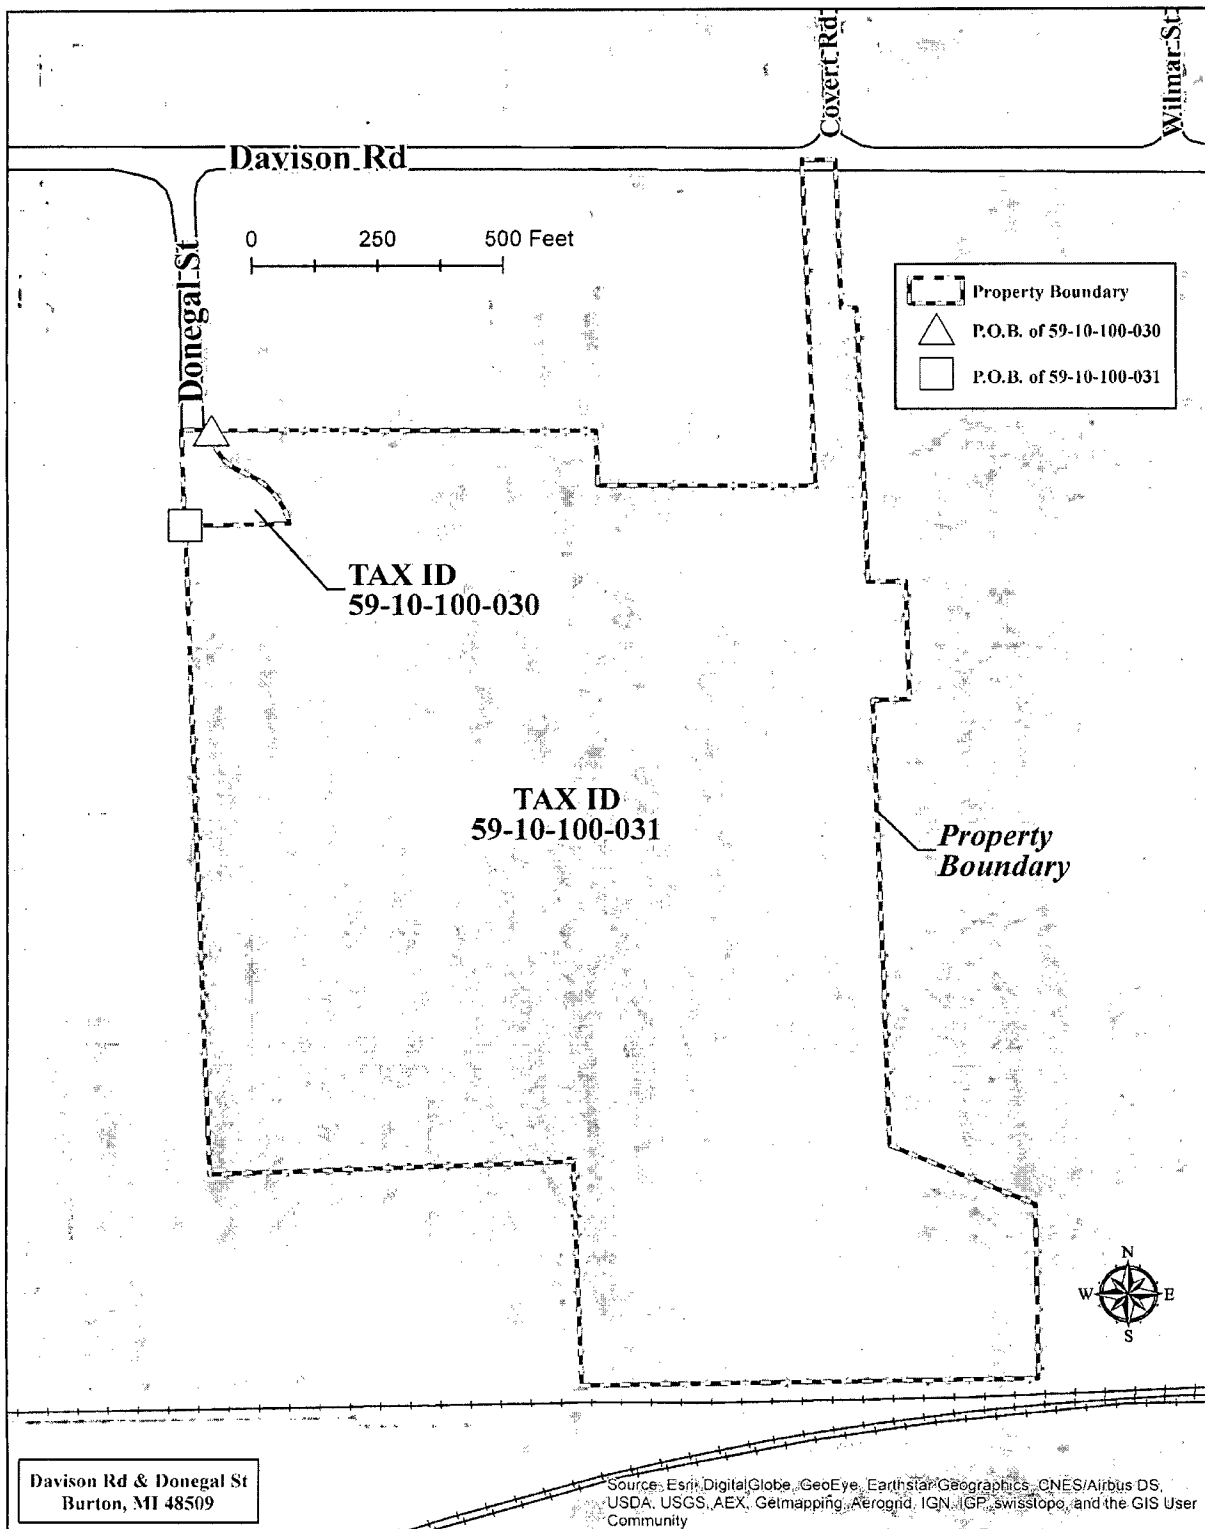 Covert Rd
Wilmar St
Davison Rd
Donegal St
0 250 500 Feet
Property Boundary
P.O.B. of 59-10-100-030
P.O.B. of 59-10-100-031
TAX ID
59-10-100-030
TAX ID
59-10-100-031
Property
Boundary
N
W E
S
Davison Rd & Donegal St
Burton, MI 48509
Source: Esri, DigitalGlobe, GeoEye, Earthstar Geographics, CNES/Airbus DS,
USDA, USGS, AEX, Getmapping, Aerogrid, IGN, IGP, swisstopo, and the GIS User
Community